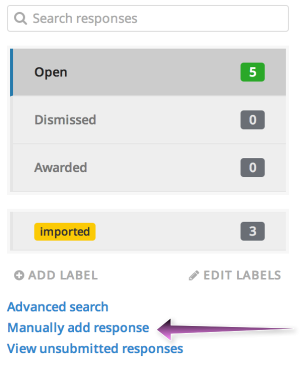 Search responses
Open 5
Dismissed 0
Awarded 0
imported 3
ADD LABEL EDIT LABELS
Advanced search
Manually add response
View unsubmitted responses